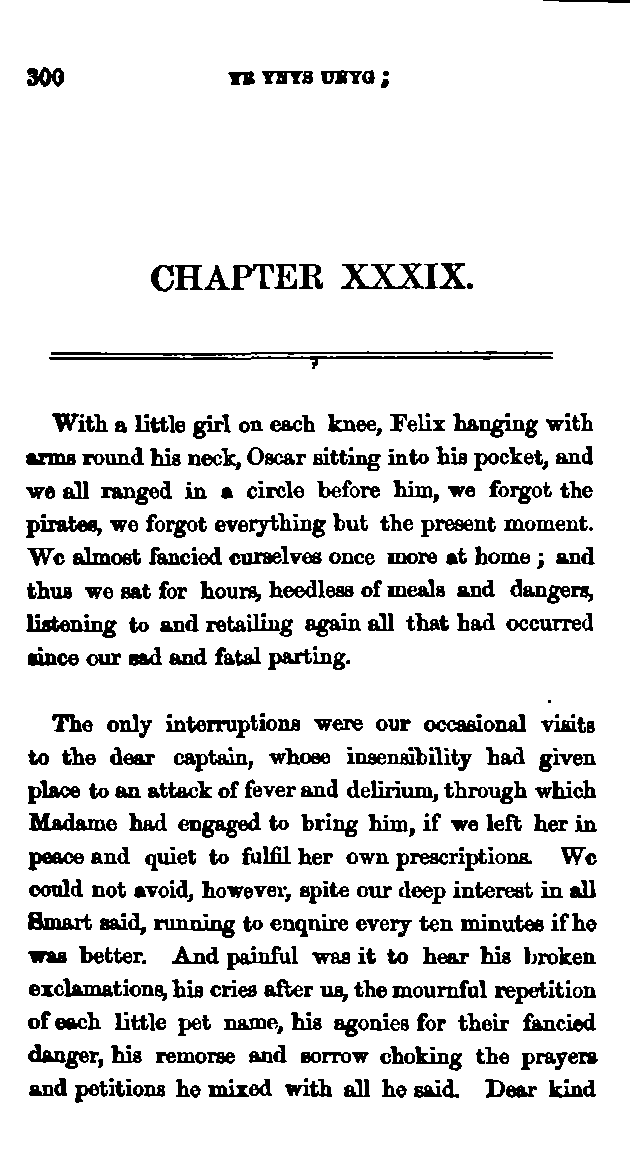 300 YE YNYS UNYG ;
CHAPTER XXXIX.
With a little girl on each knee, Felix hanging with
arms round his neck, Oscar sitting into his pocket, and
we all ranged in a circle before him, we forgot the
pirates, we forgot everything but the present moment.
We almost fancied ourselves once more at home ; and
thus we sat for hours, heedless of meals and dangers,
listening to and retailing again all that had occurred
since our sad and fatal parting.
The only interruptions were our occasional visits
to the dear captain, whose insensibility had given
place to an attack of fever and delirium, through which
Madame had engaged to bring him, if we left her in
peace and quiet to fulfil her own prescriptions. We
could not avoid, however, spite our deep interest in all
Smart said, running to enqnire every ten minutes if he
was better. And painful was it to hear his broken
exclamations, his cries after us, the mournful repetition
of each little pet name, his agonies for their fancied
danger, his remorse and sorrow choking the prayers
and petitions he mixed with all he said. Dear kind